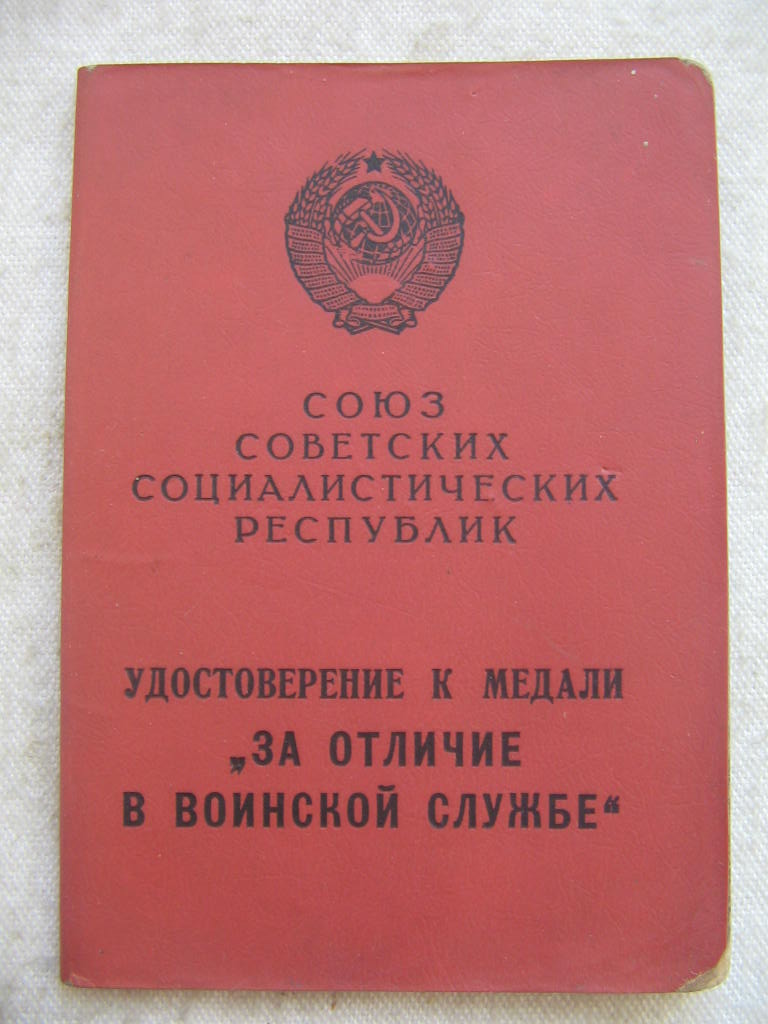 СОЮЗ
СОВЕТСКИХ
СОЦИАЛИСТИЧЕСКИХ
РЕСПУБЛИК
УДОСТОВЕРЕНИЕ К МЕДАЛИ
„ЗА ОТЛИЧИЕ
В ВОИНСКОЙ СЛУЖБЕ“